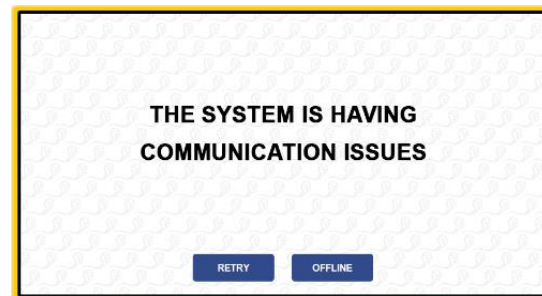 THE SYSTEM IS HAVING
COMMUNICATION ISSUES
RETRY OFFLINE